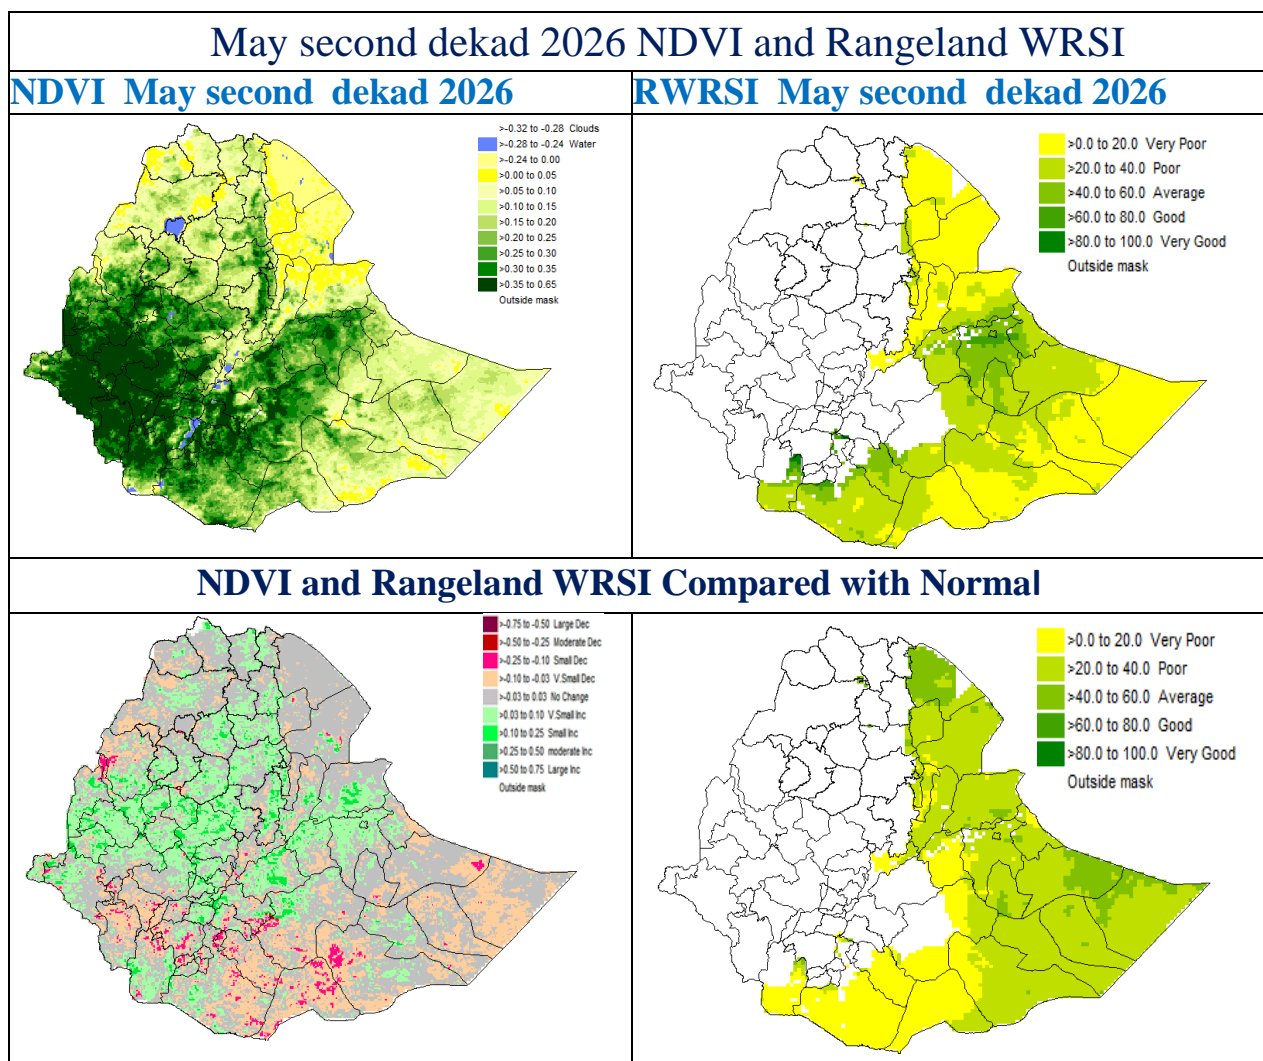 May second dekad 2026 NDVI and Rangeland WRSI
NDVI May second dekad 2026
RWRSI May second dekad 2026
>-0.32 to -0.28 Clouds
>-0.28 to -0.24 Water
>-0.24 to 0.00
>0.00 to 0.05
>0.05 to 0.10
>0.10 to 0.15
>0.15 to 0.20
>0.20 to 0.25
>0.25 to 0.30
>0.30 to 0.35
>0.35 to 0.65
Outside mask
>0.0 to 20.0 Very Poor
>20.0 to 40.0 Poor
>40.0 to 60.0 Average
>60.0 to 80.0 Good
>80.0 to 100.0 Very Good
Outside mask
NDVI and Rangeland WRSI Compared with Normal
>-0.75 to -0.50 Large Dec
>-0.50 to -0.25 Moderate Dec
>-0.25 to -0.10 Small Dec
>-0.10 to -0.03 V.Small Dec
>-0.03 to 0.03 No Change
>0.03 to 0.10 V.Small Inc
>0.10 to 0.25 Small Inc
>0.25 to 0.50 moderate Inc
>0.50 to 0.75 Large Inc
Outside mask
>0.0 to 20.0 Very Poor
>20.0 to 40.0 Poor
>40.0 to 60.0 Average
>60.0 to 80.0 Good
>80.0 to 100.0 Very Good
Outside mask